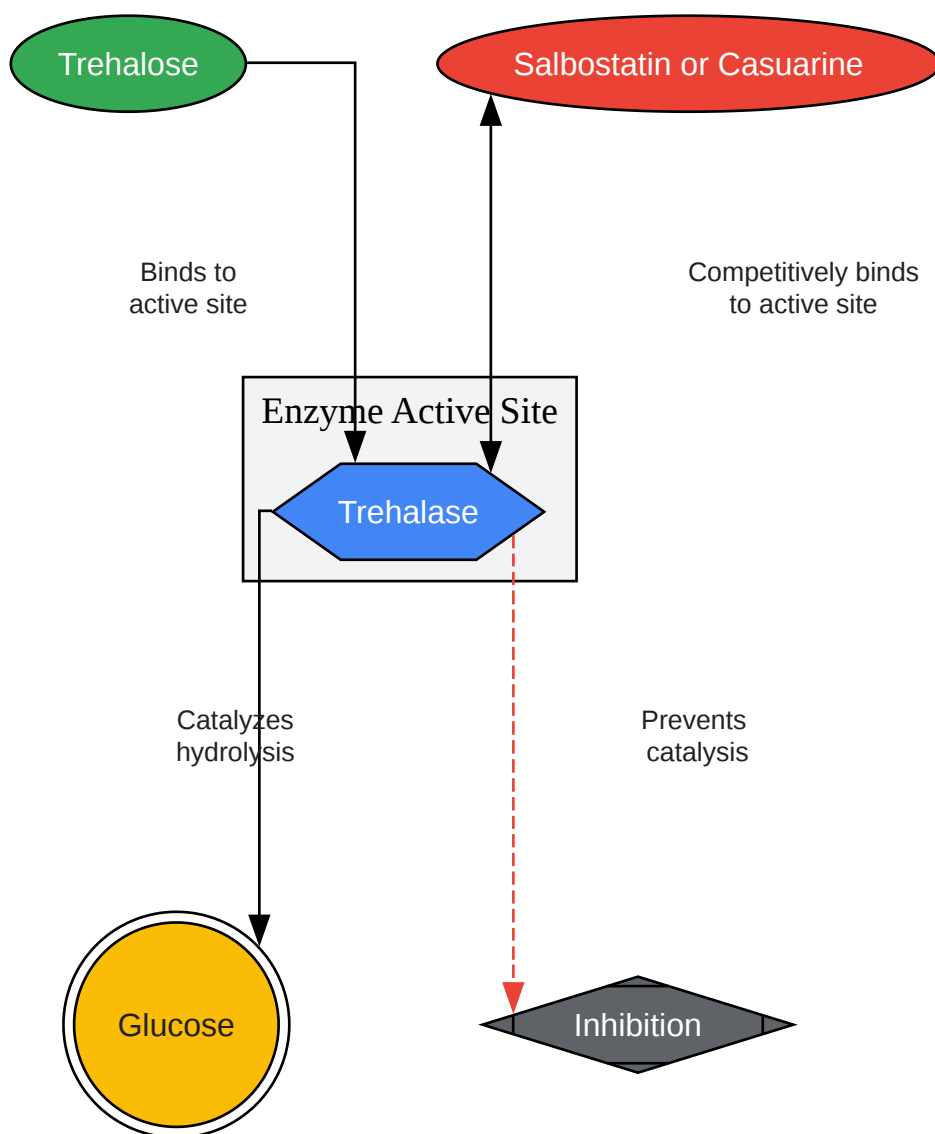 Trehalose
Salbostatin or Casuarine
Binds to
active site
Competitively binds
to active site
Enzyme Active Site
Trehalase
Catalyzes
hydrolysis
Prevents
catalysis
Glucose
Inhibition